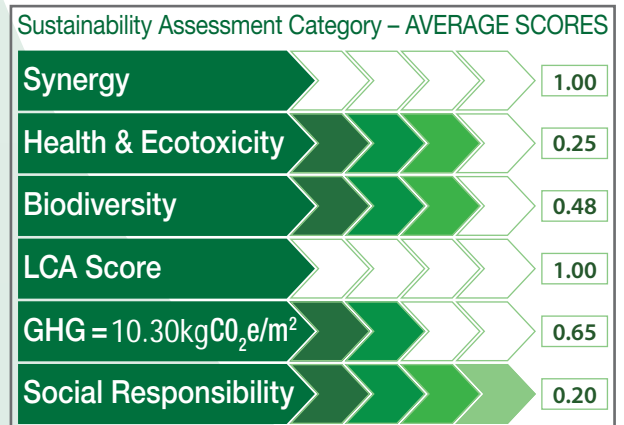 Sustainability Assessment Category – AVERAGE SCORES
Synergy 1.00
Health & Ecotoxicity 0.25
Biodiversity 0.48
LCA Score 1.00
GHG = 10.30kgCO₂e/m² 0.65
Social Responsibility 0.20